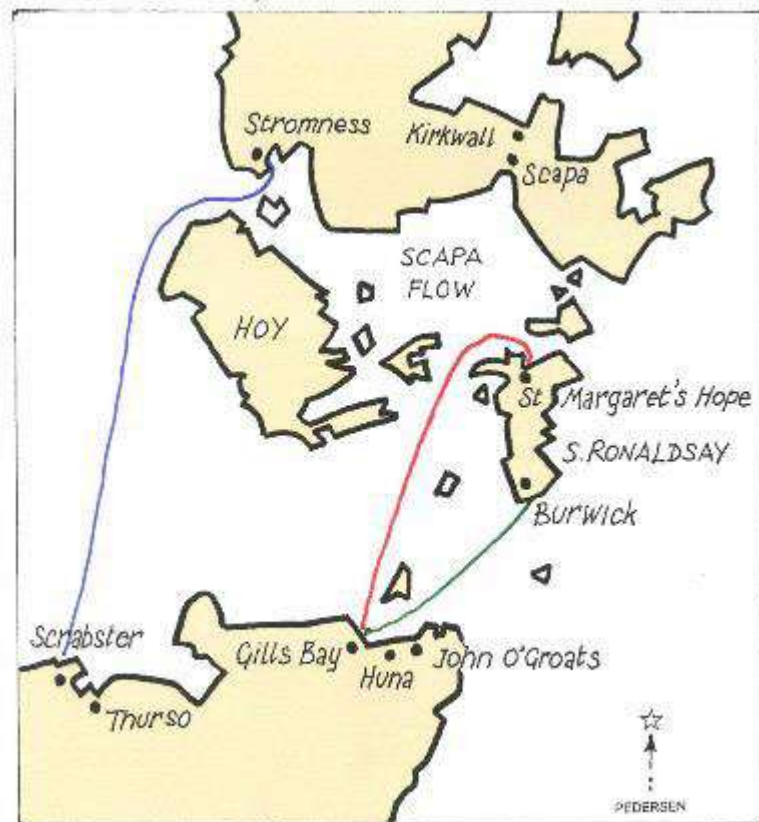 Stromness
Kirkwall
Scapa
SCAPA
FLOW
HOY
St Margaret's Hope
S. RONALDSAY
Burwick
Scrabster
Thurso
Gills Bay
Huna
John O'Groats
PEDERSEN